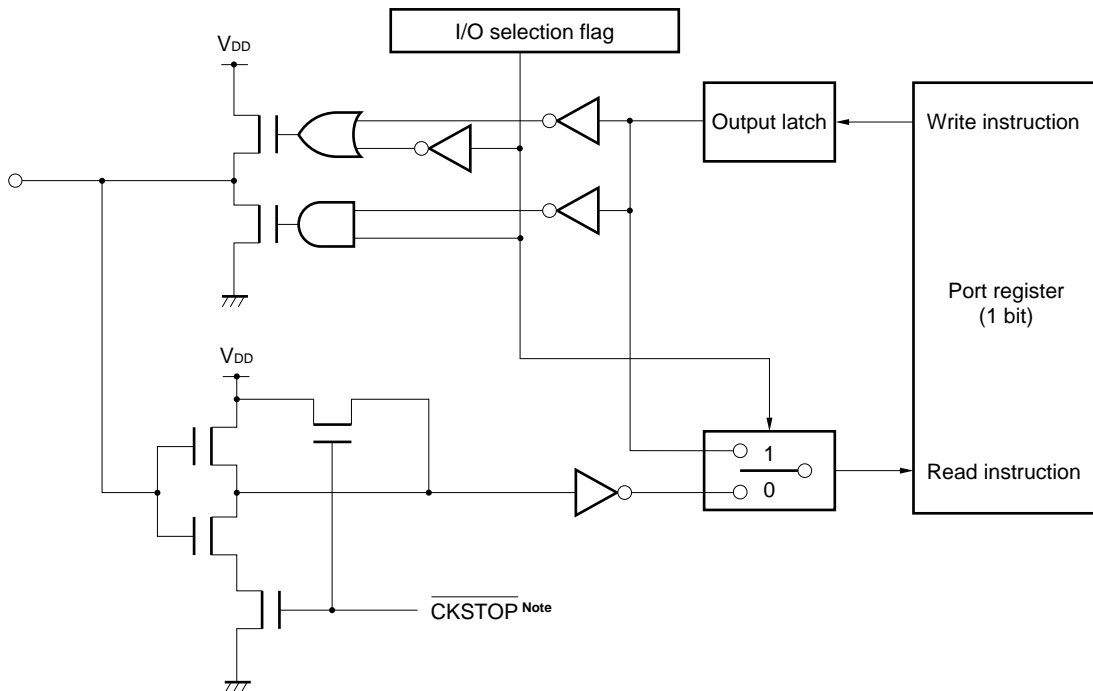 I/O selection flag
VDD
Output latch
Write instruction
Port register
(1 bit)
VDD
1
0
Read instruction
CKSTOP Note